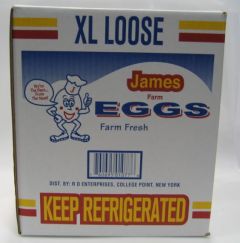 XL LOOSE
James
Farm
EGGS
Farm Fresh
DIST. BY: R D ENTERPRISES, COLLEGE POINT, NEW YORK
KEEP REFRIGERATED